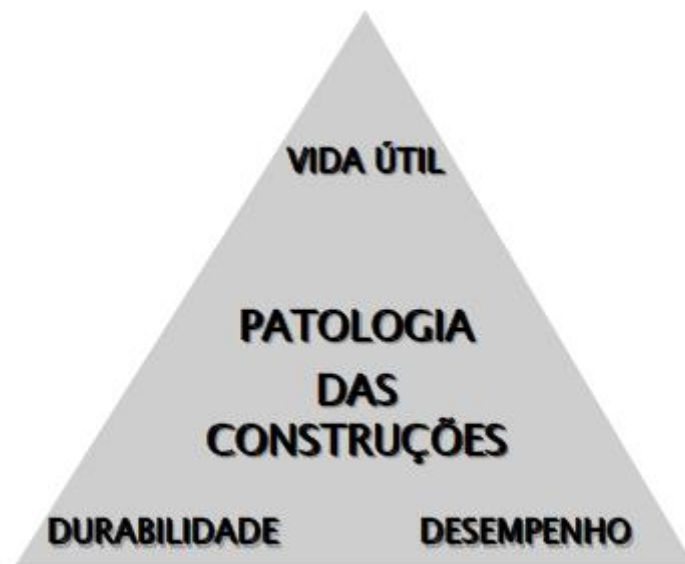 VIDA ÚTIL
PATOLOGIA
DAS
CONSTRUÇÕES
DURABILIDADE DESEMPENHO